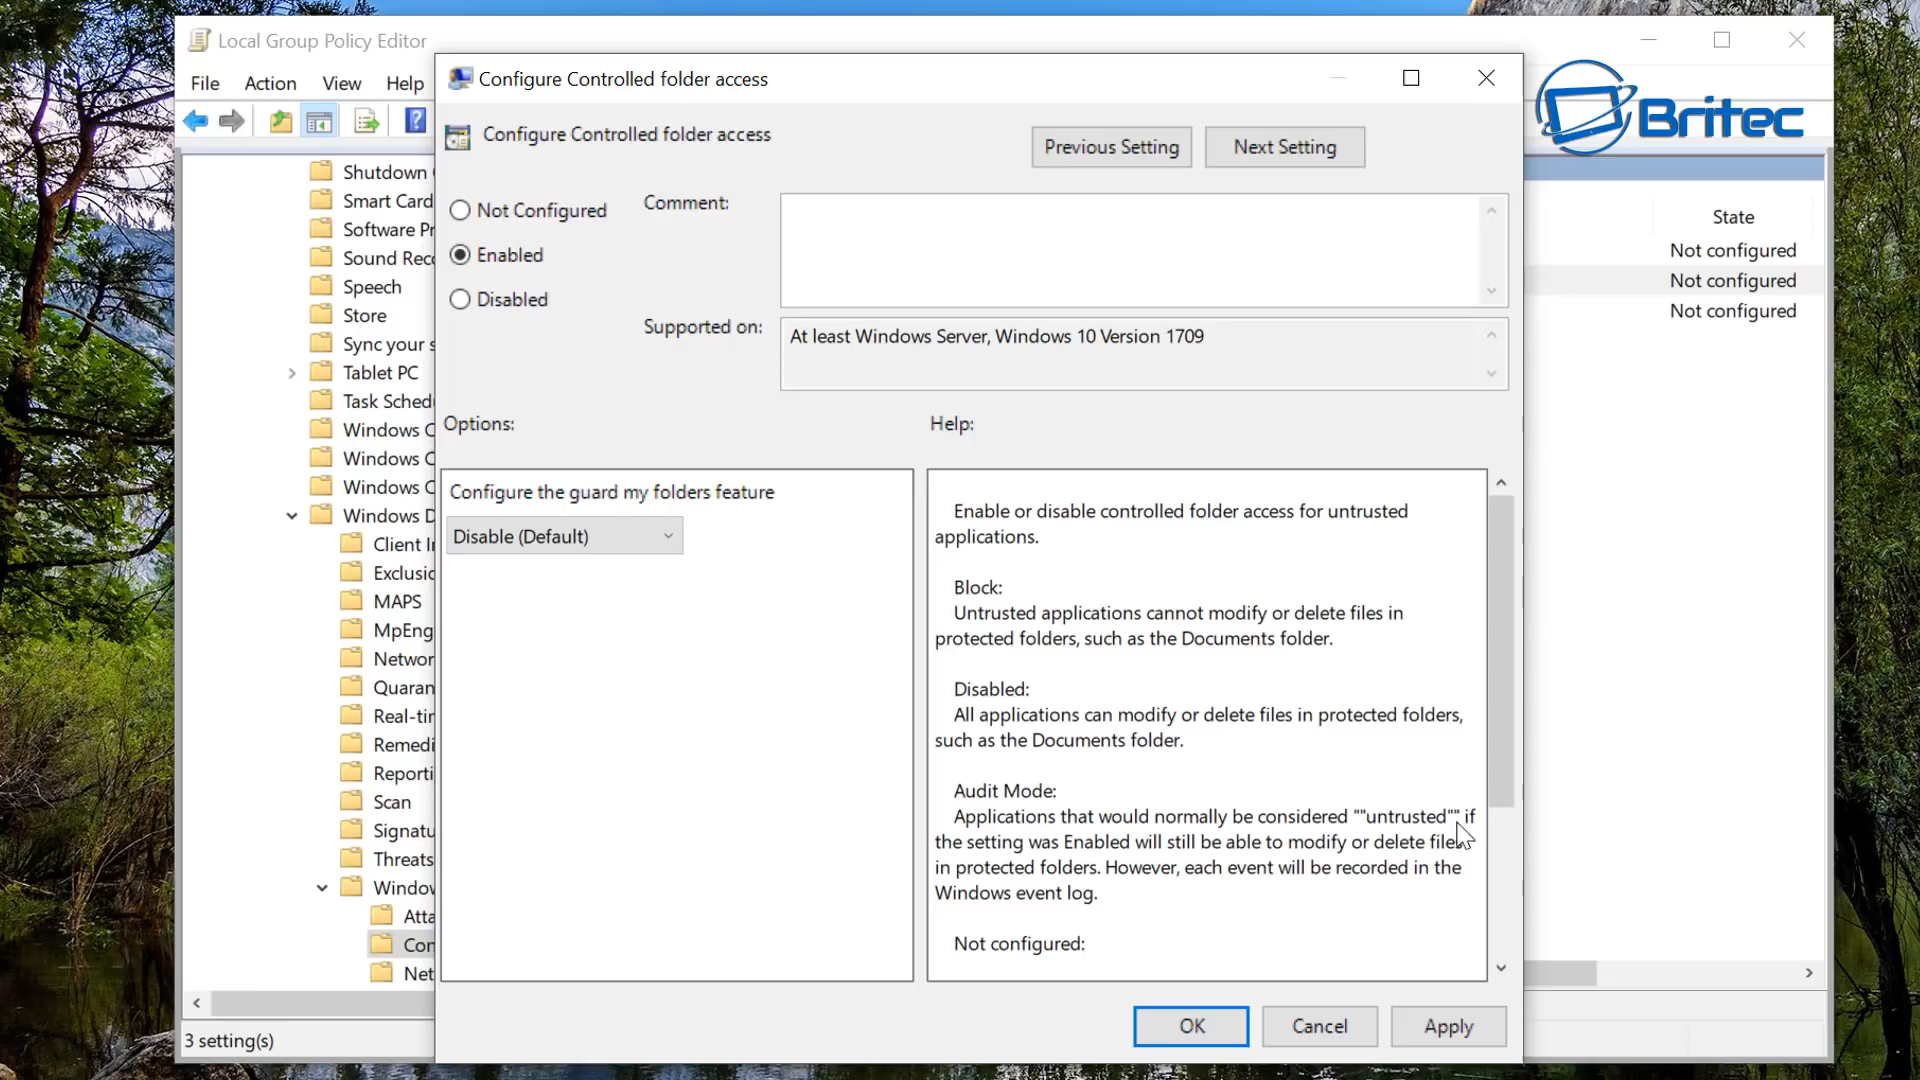 Local Group Policy Editor
File Action View Help
Britec
Configure Controlled folder access
Configure Controlled folder access
Previous Setting
Next Setting
Not Configured
Enabled
Disabled
Comment:
Supported on:
At least Windows Server, Windows 10 Version 1709
Options:
Help:
Configure the guard my folders feature
Disable (Default)
Enable or disable controlled folder access for untrusted
applications.
Block:
Untrusted applications cannot modify or delete files in
protected folders, such as the Documents folder.
Disabled:
All applications can modify or delete files in protected folders,
such as the Documents folder.
Audit Mode:
Applications that would normally be considered ""untrusted"" if
the setting was Enabled will still be able to modify or delete files
in protected folders. However, each event will be recorded in the
Windows event log.
Not configured:
OK
Cancel
Apply
Shutdown
Smart Card
Software Pr
Sound Reco
Speech
Store
Sync your s
Tablet PC
Task Sched
Windows C
Windows C
Windows C
Windows D
Client I
Exclusio
MAPS
MpEng
Networ
Quaran
Real-tir
Remedi
Reporti
Scan
Signatu
Threats
Window
Atta
Con
Net
3 setting(s)
State
Not configured
Not configured
Not configured